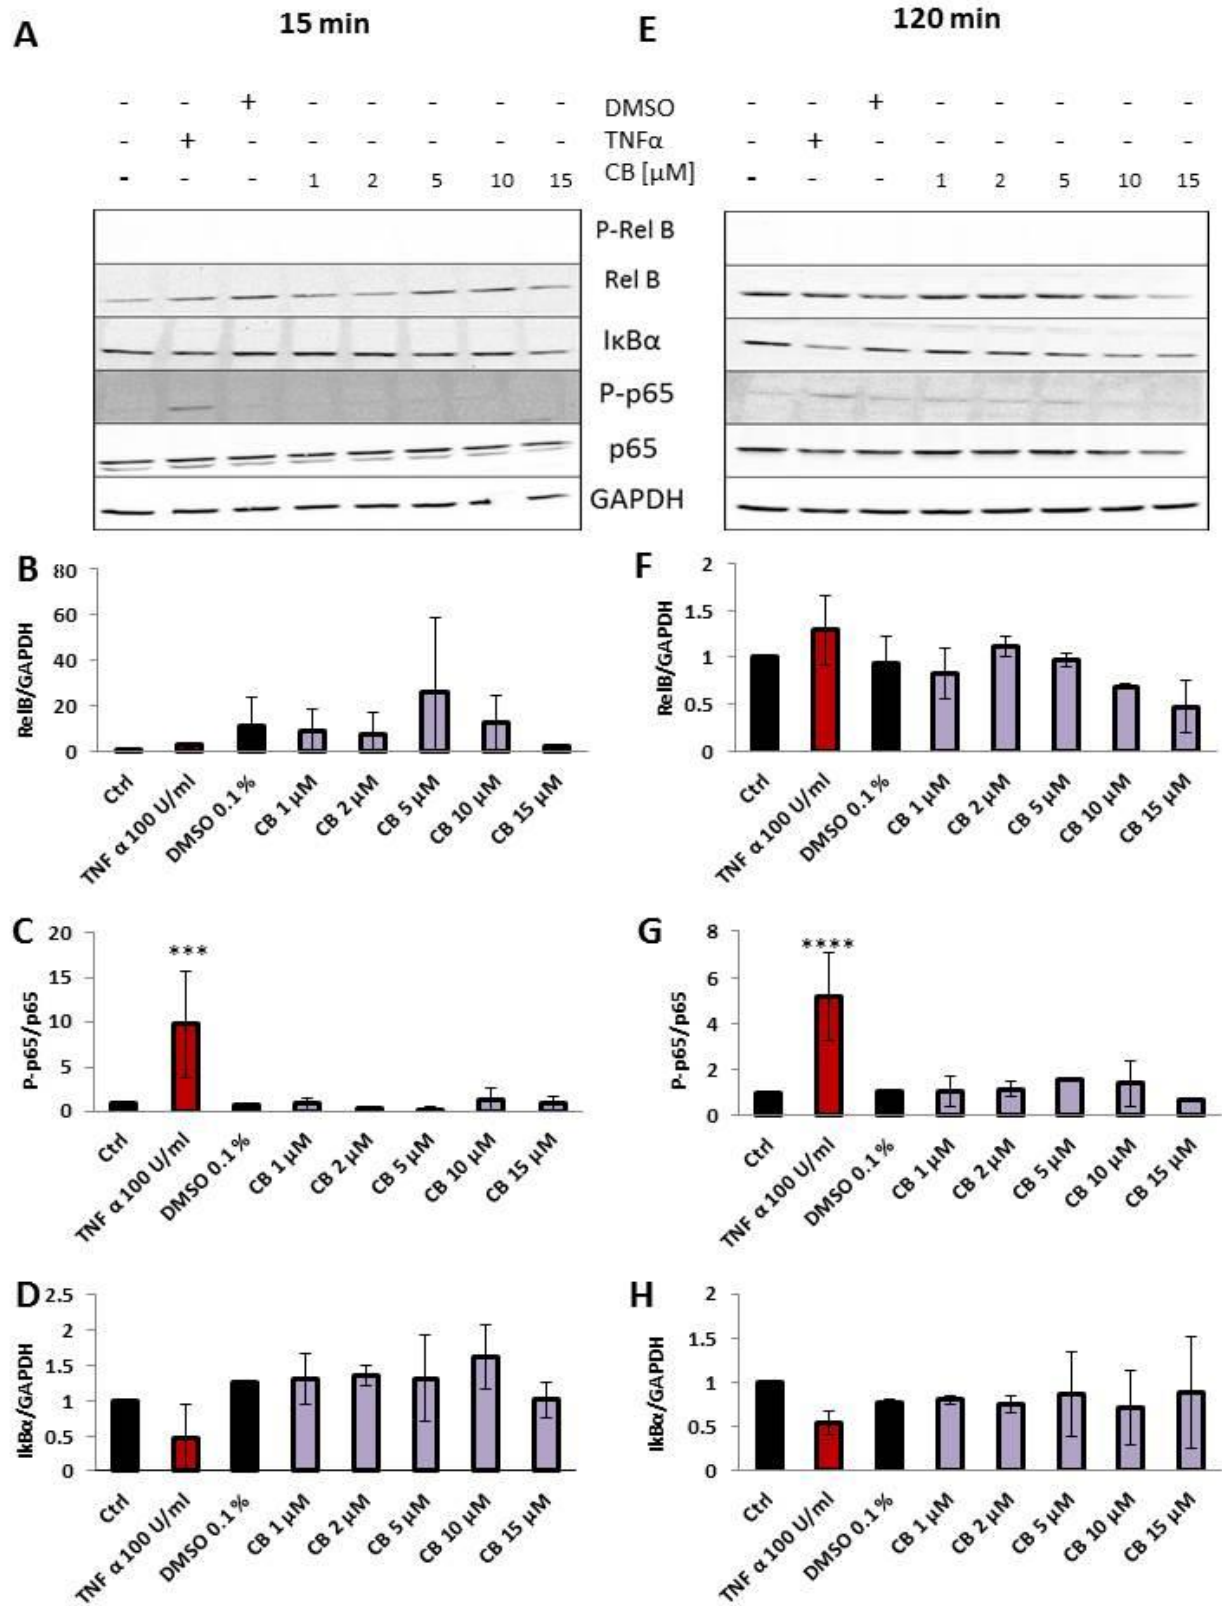 A 15 min E 120 min
- - + - - - - - DMSO - - + - - - - -
- + - - - - - - TNFα - + - - - - - -
- - - 1 2 5 10 15 CB [µM] - - - 1 2 5 10 15
P-Rel B
Rel B
IκBα
P-p65
p65
GAPDH
B
RelB/GAPDH
80
60
40
20
0
Ctrl
TNF α 100 U/ml
DMSO 0.1 %
CB 1 µM
CB 2 µM
CB 5 µM
CB 10 µM
CB 15 µM
F
RelB/GAPDH
2
1.5
1
0.5
0
Ctrl
TNF α 100 U/ml
DMSO 0.1 %
CB 1 µM
CB 2 µM
CB 5 µM
CB 10 µM
CB 15 µM
C
P-p65/p65
20
15
10
5
0
***
Ctrl
TNF α 100 U/ml
DMSO 0.1 %
CB 1 µM
CB 2 µM
CB 5 µM
CB 10 µM
CB 15 µM
G
P-p65/p65
8
6
4
2
0
****
Ctrl
TNF α 100 U/ml
DMSO 0.1 %
CB 1 µM
CB 2 µM
CB 5 µM
CB 10 µM
CB 15 µM
D
IkBα/GAPDH
2.5
2
1.5
1
0.5
0
Ctrl
TNF α 100 U/ml
DMSO 0.1 %
CB 1 µM
CB 2 µM
CB 5 µM
CB 10 µM
CB 15 µM
H
IkBα/GAPDH
2
1.5
1
0.5
0
Ctrl
TNF α 100 U/ml
DMSO 0.1 %
CB 1 µM
CB 2 µM
CB 5 µM
CB 10 µM
CB 15 µM